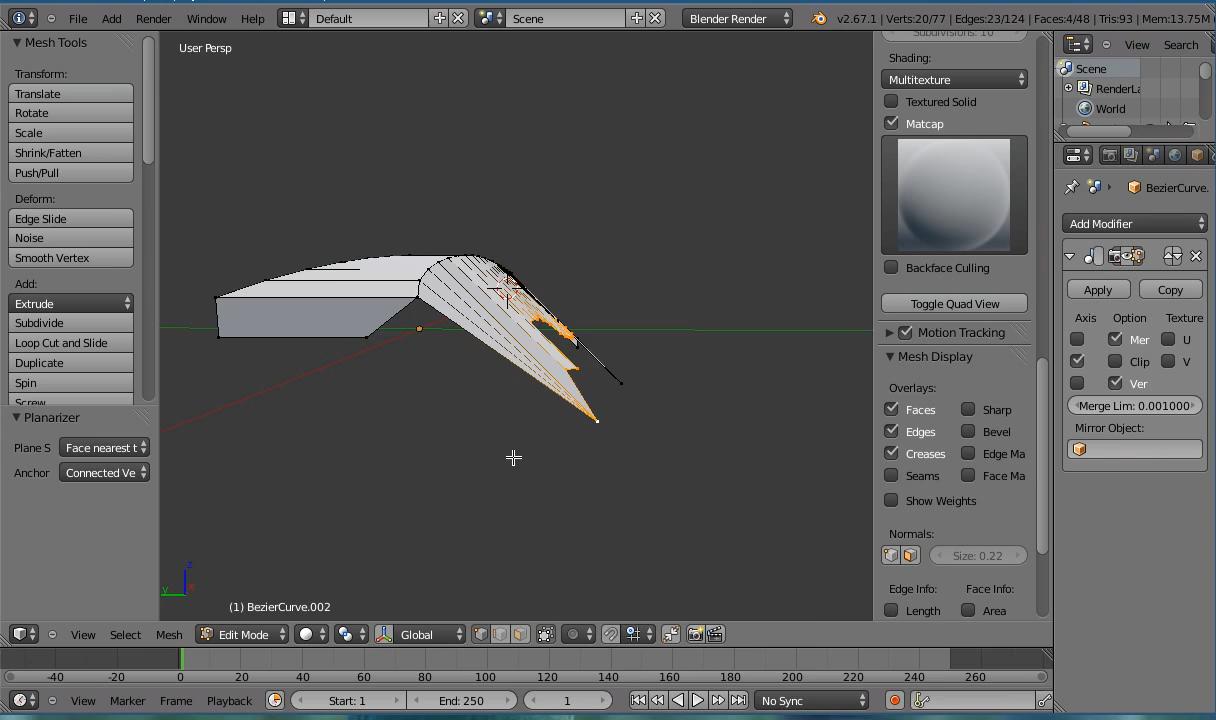 File Add Render Window Help Default Scene Blender Render v2.67.1 | Verts:20/77 | Edges:23/124 | Faces:4/48 | Tris:93 | Mem:13.75M
Mesh Tools
Transform:
Translate
Rotate
Scale
Shrink/Fatten
Push/Pull
Deform:
Edge Slide
Noise
Smooth Vertex
Add:
Extrude
Subdivide
Loop Cut and Slide
Duplicate
Spin
Screw
Planarizer
Plane S Face nearest t
Anchor Connected Ve
User Persp
y z
(1) BezierCurve.002
Subdivisions: 10
Shading:
Multitexture
Textured Solid
Matcap
Backface Culling
Toggle Quad View
Motion Tracking
Mesh Display
Overlays:
Faces Sharp
Edges Bevel
Creases Edge Ma
Seams Face Ma
Show Weights
Normals:
Size: 0.22
Edge Info: Face Info:
Length Area
View Search
Scene
RenderLa
World
BezierCurve.
Add Modifier
Apply Copy
Axis Option Texture
Mer U
Clip V
Ver
Merge Lim: 0.001000
Mirror Object:
View Select Mesh Edit Mode Global
-40 -20 0 20 40 60 80 100 120 140 160 180 200 220 240 260
View Marker Frame Playback Start: 1 End: 250 1 No Sync